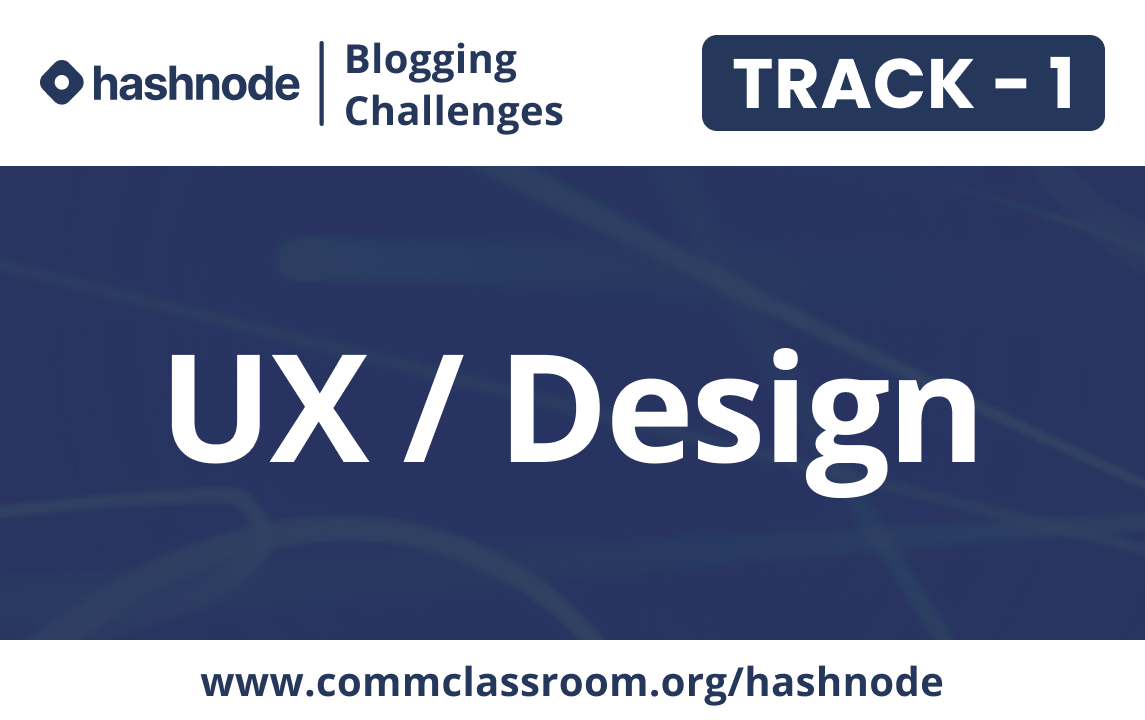 hashnode
Blogging
Challenges
TRACK - 1
UX / Design
www.commclassroom.org/hashnode